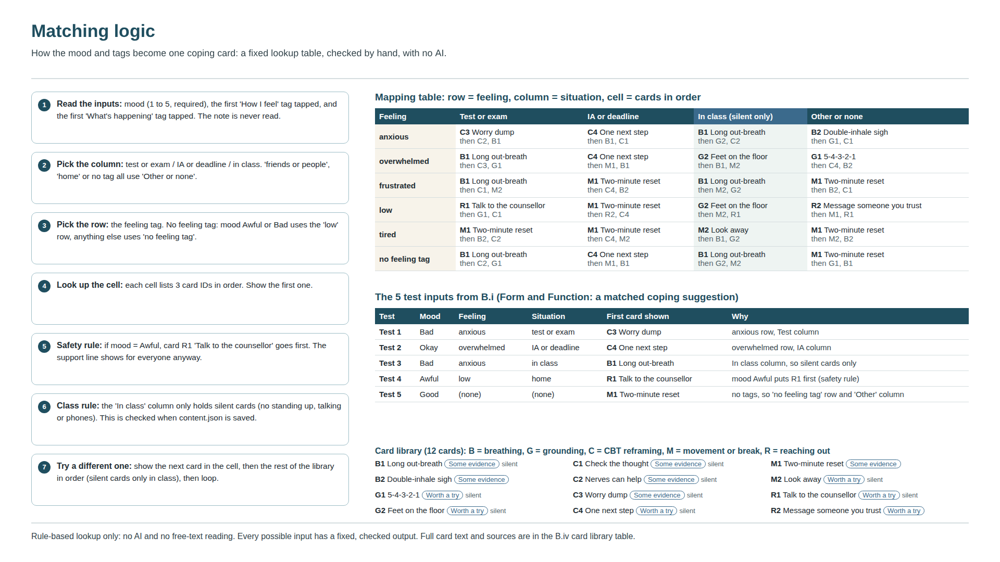 Matching logic
How the mood and tags become one coping card: a fixed lookup table, checked by hand, with no AI.
1 Read the inputs: mood (1 to 5, required), the first 'How I feel' tag tapped, and
the first 'What's happening' tag tapped. The note is never read.
2 Pick the column: test or exam / IA or deadline / in class. 'friends or people',
'home' or no tag all use 'Other or none'.
3 Pick the row: the feeling tag. No feeling tag: mood Awful or Bad uses the 'low'
row, anything else uses 'no feeling tag'.
4 Look up the cell: each cell lists 3 card IDs in order. Show the first one.
5 Safety rule: if mood = Awful, card R1 'Talk to the counsellor' goes first. The
support line shows for everyone anyway.
6 Class rule: the 'In class' column only holds silent cards (no standing up, talking
or phones). This is checked when content.json is saved.
7 Try a different one: show the next card in the cell, then the rest of the library
in order (silent cards only in class), then loop.
Mapping table: row = feeling, column = situation, cell = cards in order
Feeling Test or exam IA or deadline In class (silent only) Other or none
anxious C3 Worry dump C4 One next step B1 Long out-breath B2 Double-inhale sigh
then C2, B1 then B1, C1 then G2, C2 then G1, C1
overwhelmed B1 Long out-breath C4 One next step G2 Feet on the floor G1 5-4-3-2-1
then C3, G1 then M1, B1 then B1, M2 then C4, B2
frustrated B1 Long out-breath M1 Two-minute reset B1 Long out-breath M1 Two-minute reset
then C1, M2 then C4, B2 then M2, G2 then B2, C1
low R1 Talk to the counsellor M1 Two-minute reset G2 Feet on the floor R2 Message someone you trust
then G1, C1 then R2, C4 then M2, R1 then M1, R1
tired M1 Two-minute reset M1 Two-minute reset M2 Look away M1 Two-minute reset
then B2, C2 then C4, M2 then B1, G2 then M2, B2
no feeling tag B1 Long out-breath C4 One next step B1 Long out-breath M1 Two-minute reset
then C2, G1 then M1, B1 then G2, M2 then G1, B1
The 5 test inputs from B.i (Form and Function: a matched coping suggestion)
Test Mood Feeling Situation First card shown Why
Test 1 Bad anxious test or exam C3 Worry dump anxious row, Test column
Test 2 Okay overwhelmed IA or deadline C4 One next step overwhelmed row, IA column
Test 3 Bad anxious in class B1 Long out-breath In class column, so silent cards only
Test 4 Awful low home R1 Talk to the counsellor mood Awful puts R1 first (safety rule)
Test 5 Good (none) (none) M1 Two-minute reset no tags, so 'no feeling tag' row and 'Other' column
Card library (12 cards): B = breathing, G = grounding, C = CBT reframing, M = movement or break, R = reaching out
B1 Long out-breath Some evidence silent C1 Check the thought Some evidence silent M1 Two-minute reset Some evidence
B2 Double-inhale sigh Some evidence C2 Nerves can help Some evidence silent M2 Look away Worth a try silent
G1 5-4-3-2-1 Worth a try silent C3 Worry dump Some evidence silent R1 Talk to the counsellor Worth a try silent
G2 Feet on the floor Worth a try silent C4 One next step Worth a try silent R2 Message someone you trust Worth a try
Rule-based lookup only: no AI and no free-text reading. Every possible input has a fixed, checked output. Full card text and sources are in the B.iv card library table.